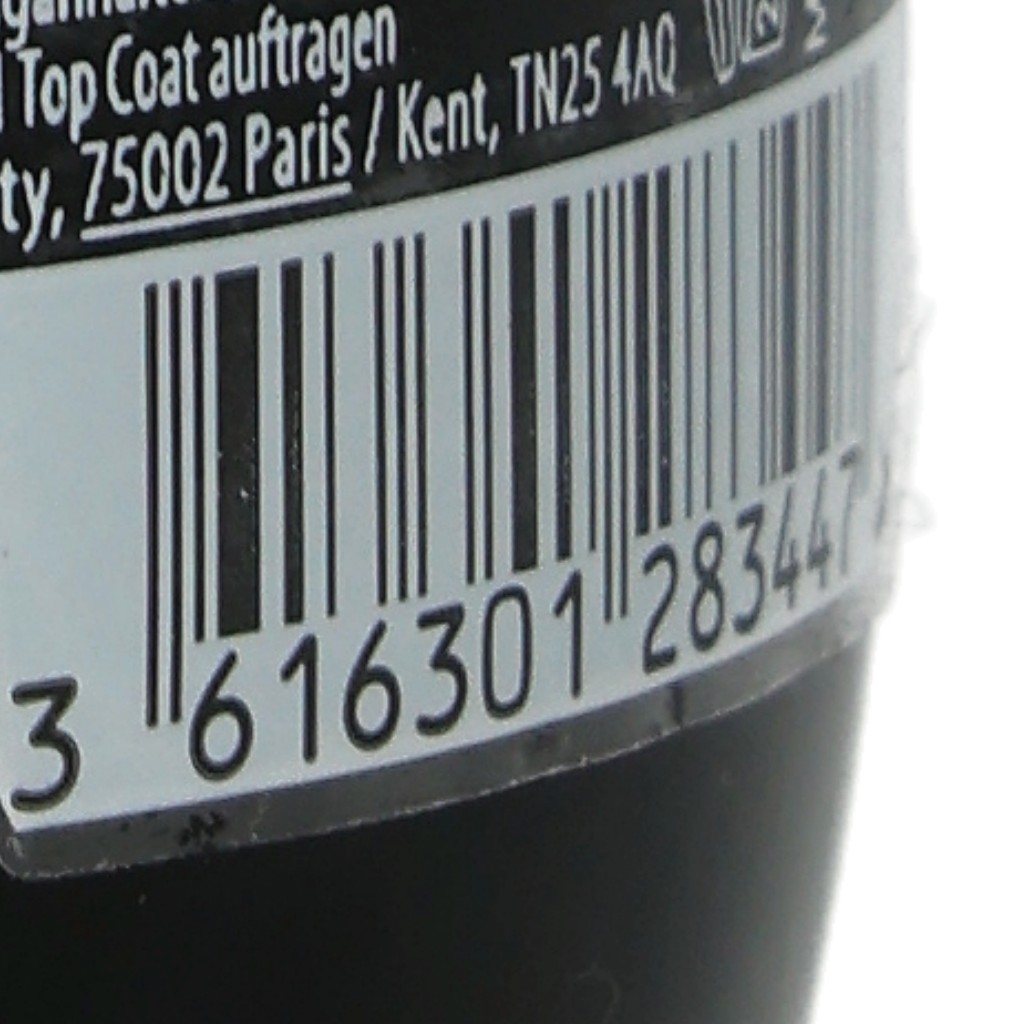 Top Coat auftragen
ty, 75002 Paris / Kent, TN25 4AQ
3 616301 283447